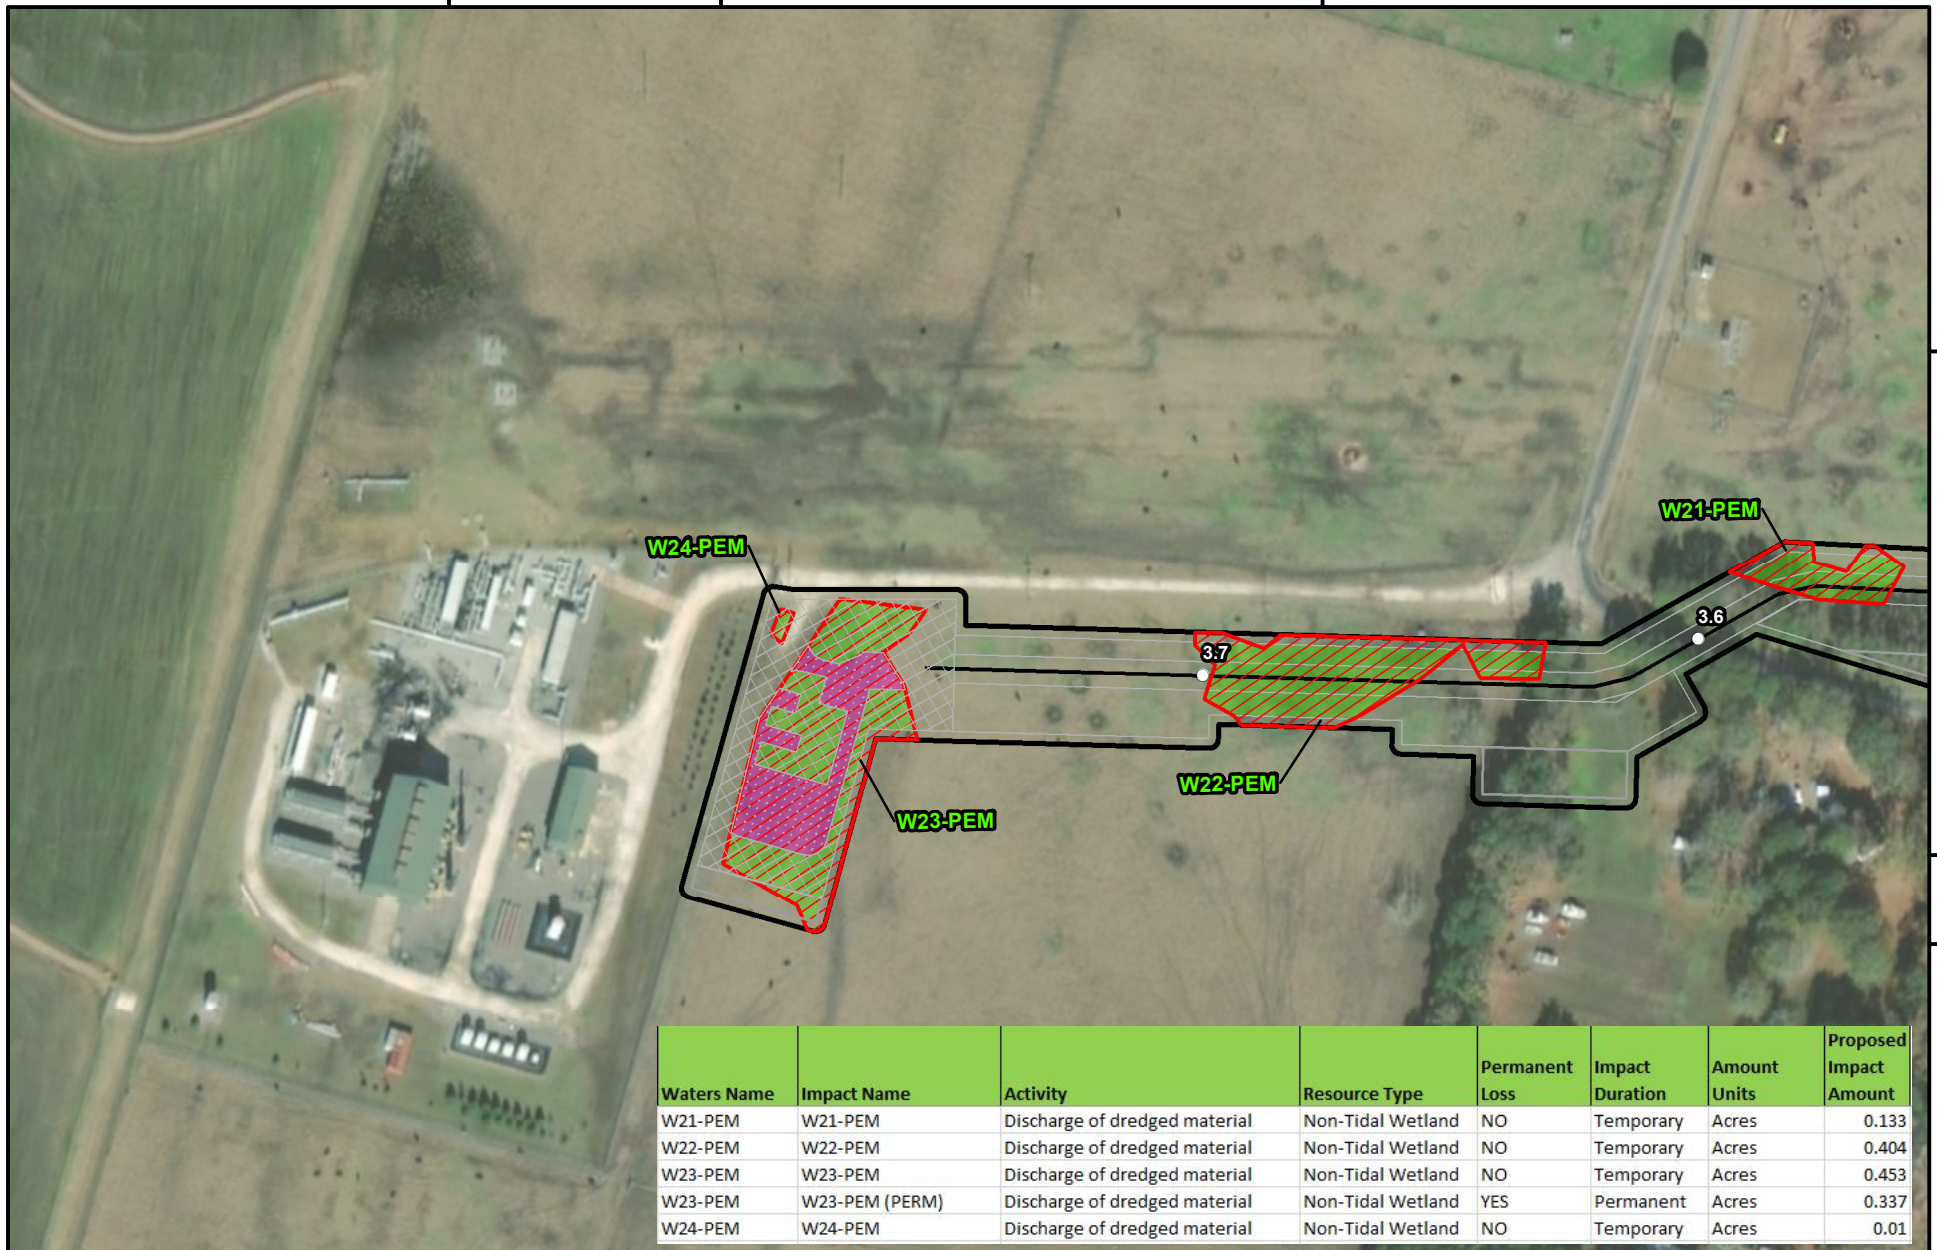 W21-PEM
W24-PEM
3.6
3.7
W22-PEM
W23-PEM
Waters Name Impact Name Activity Resource Type Permanent Loss Impact Duration Amount Units Proposed Impact Amount
W21-PEM W21-PEM Discharge of dredged material Non-Tidal Wetland NO Temporary Acres 0.133
W22-PEM W22-PEM Discharge of dredged material Non-Tidal Wetland NO Temporary Acres 0.404
W23-PEM W23-PEM Discharge of dredged material Non-Tidal Wetland NO Temporary Acres 0.453
W23-PEM W23-PEM (PERM) Discharge of dredged material Non-Tidal Wetland YES Permanent Acres 0.337
W24-PEM W24-PEM Discharge of dredged material Non-Tidal Wetland NO Temporary Acres 0.01